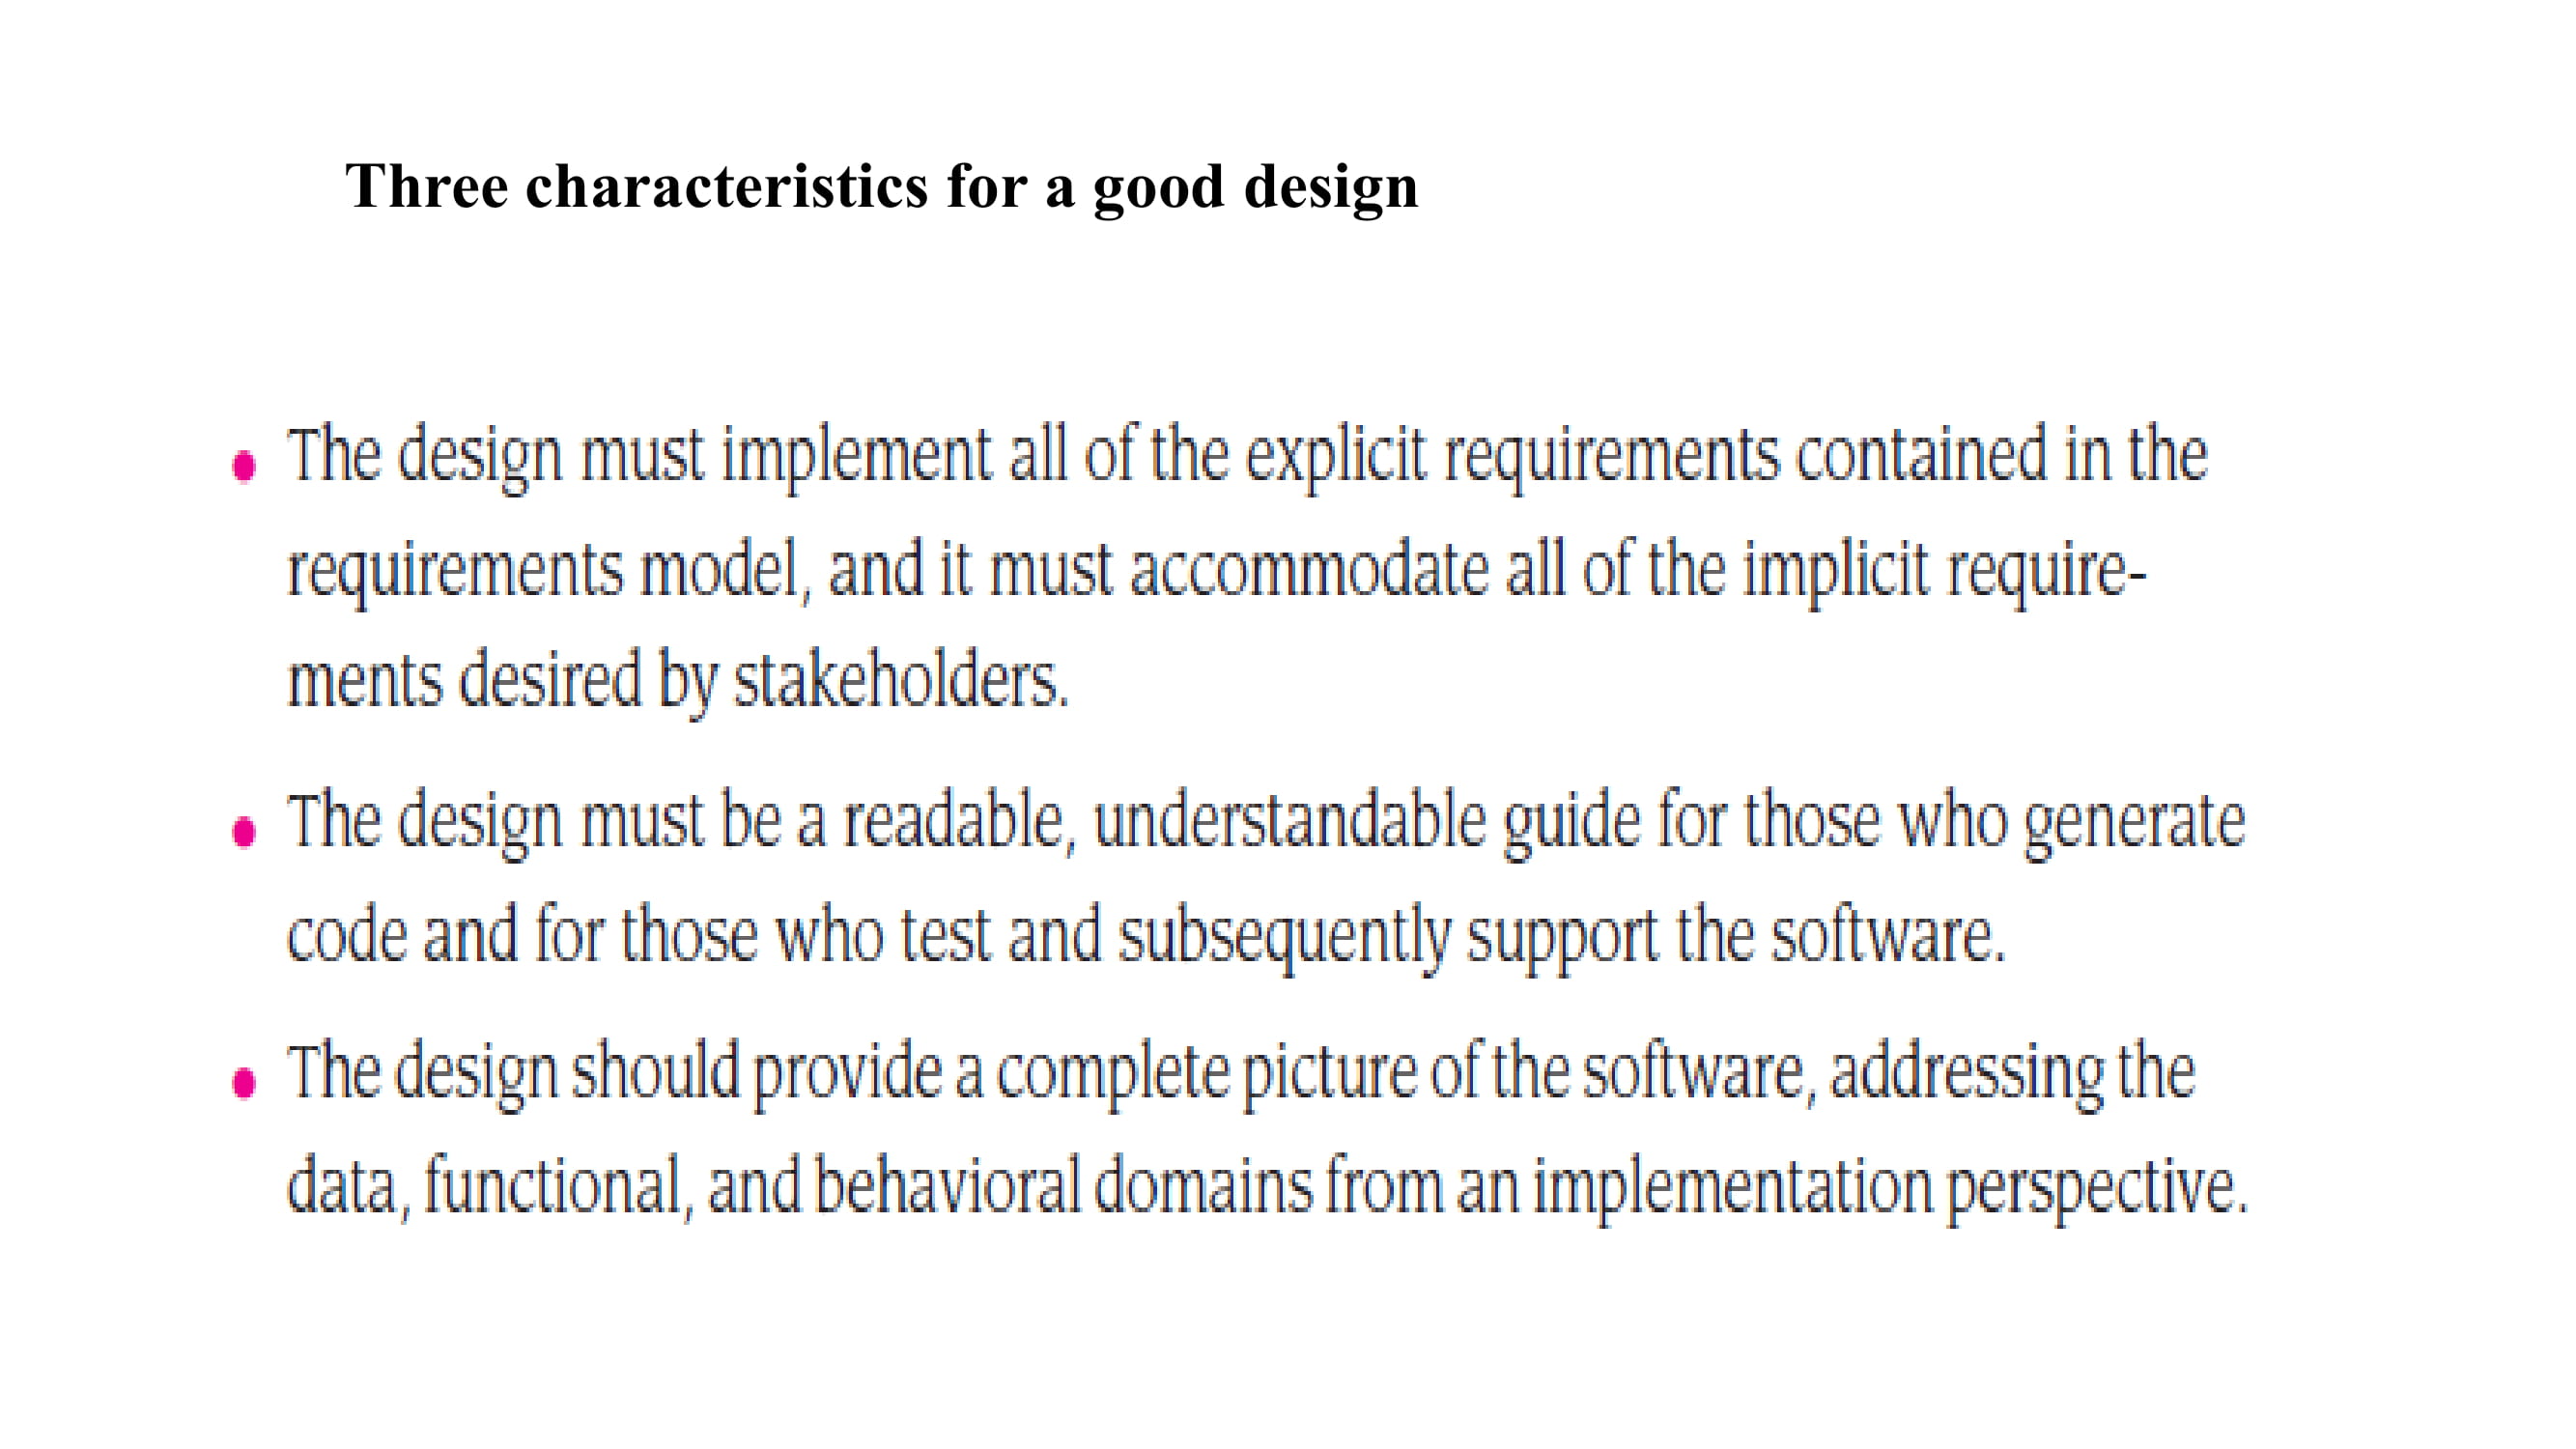 Three characteristics for a good design
• The design must implement all of the explicit requirements contained in the
requirements model, and it must accommodate all of the implicit require-
ments desired by stakeholders.
• The design must be a readable, understandable guide for those who generate
code and for those who test and subsequently support the software.
• The design should provide a complete picture of the software, addressing the
data, functional, and behavioral domains from an implementation perspective.